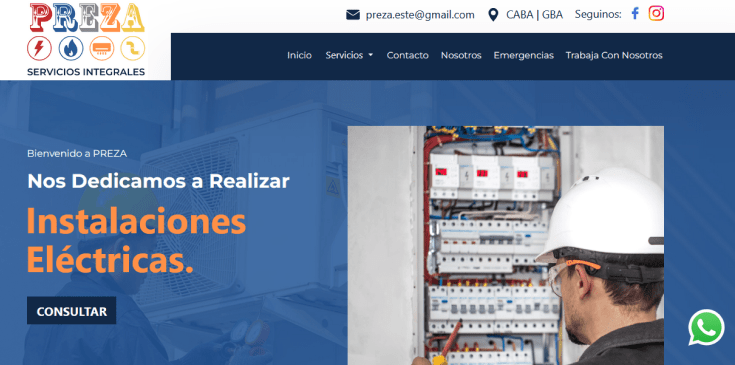 PREZA
SERVICIOS INTEGRALES
preza.este@gmail.com
CABA | GBA
Seguinos:
Inicio
Servicios
Contacto
Nosotros
Emergencias
Trabaja Con Nosotros
Bienvenido a PREZA
Nos Dedicamos a Realizar
Instalaciones
Eléctricas.
CONSULTAR